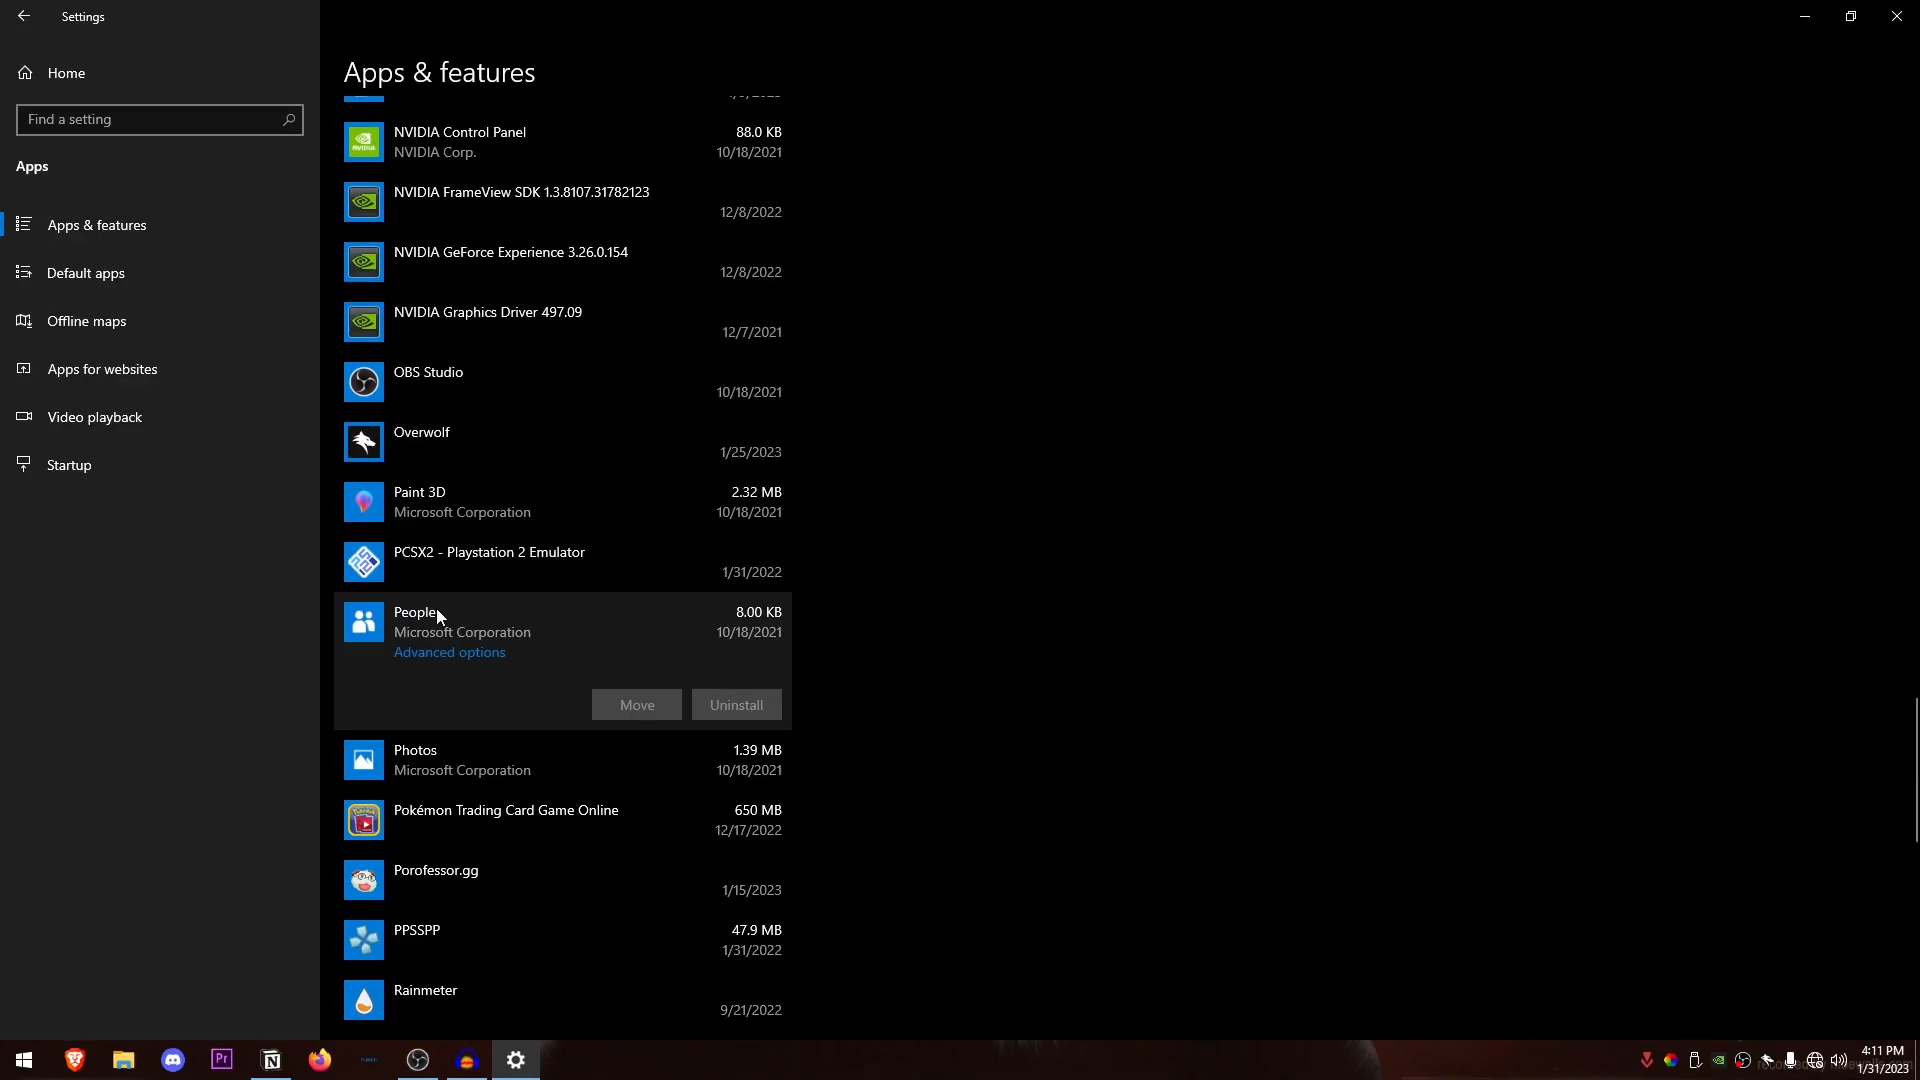 Settings
Home
Find a setting
Apps
Apps & features
Default apps
Offline maps
Apps for websites
Video playback
Startup
Apps & features
NVIDIA Control Panel 88.0 KB
NVIDIA Corp. 10/18/2021
NVIDIA FrameView SDK 1.3.8107.31782123
12/8/2022
NVIDIA GeForce Experience 3.26.0.154
12/8/2022
NVIDIA Graphics Driver 497.09
12/7/2021
OBS Studio
10/18/2021
Overwolf
1/25/2023
Paint 3D 2.32 MB
Microsoft Corporation 10/18/2021
PCSX2 - Playstation 2 Emulator
1/31/2022
People 8.00 KB
Microsoft Corporation 10/18/2021
Advanced options
Move Uninstall
Photos 1.39 MB
Microsoft Corporation 10/18/2021
Pokémon Trading Card Game Online 650 MB
12/17/2022
Porofessor.gg
1/15/2023
PPSSPP 47.9 MB
1/31/2022
Rainmeter
9/21/2022
4:11 PM
1/31/2023